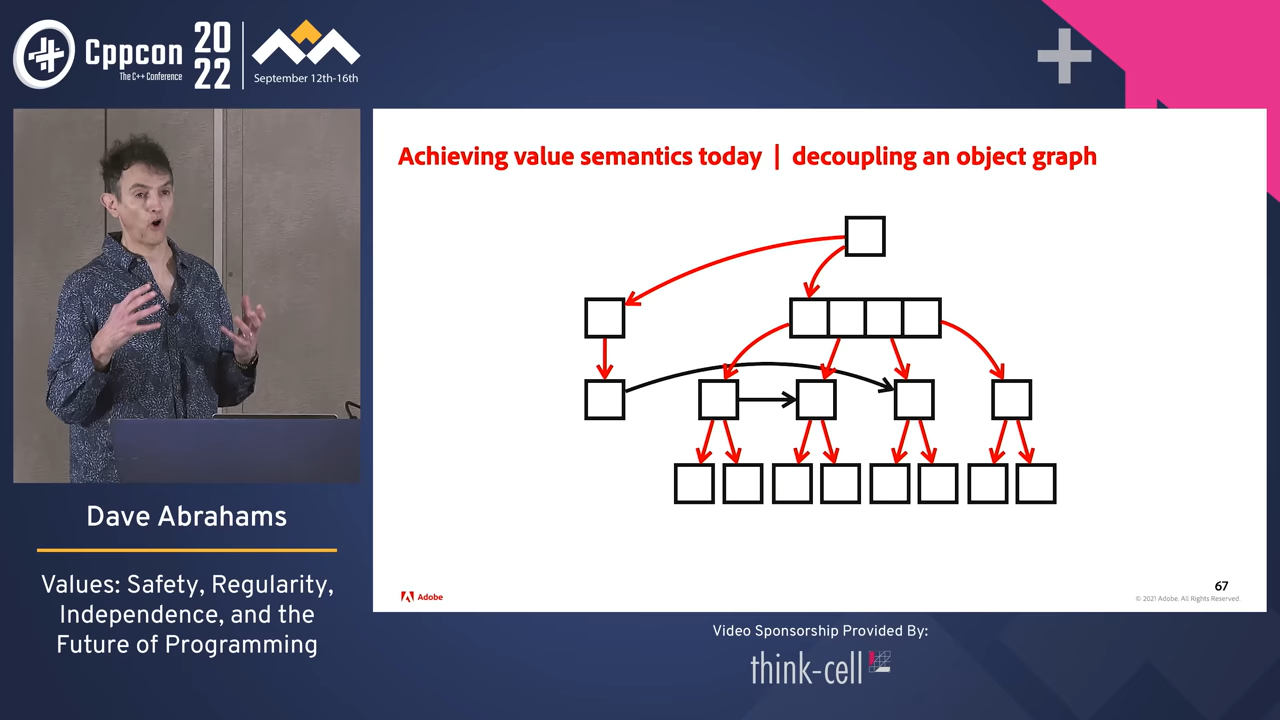 Cppcon
The C++ Conference
20
22
September 12th-16th
Achieving value semantics today | decoupling an object graph
Dave Abrahams
Values: Safety, Regularity,
Independence, and the
Future of Programming
Adobe
67
© 2021 Adobe. All Rights Reserved.
Video Sponsorship Provided By:
think-cell